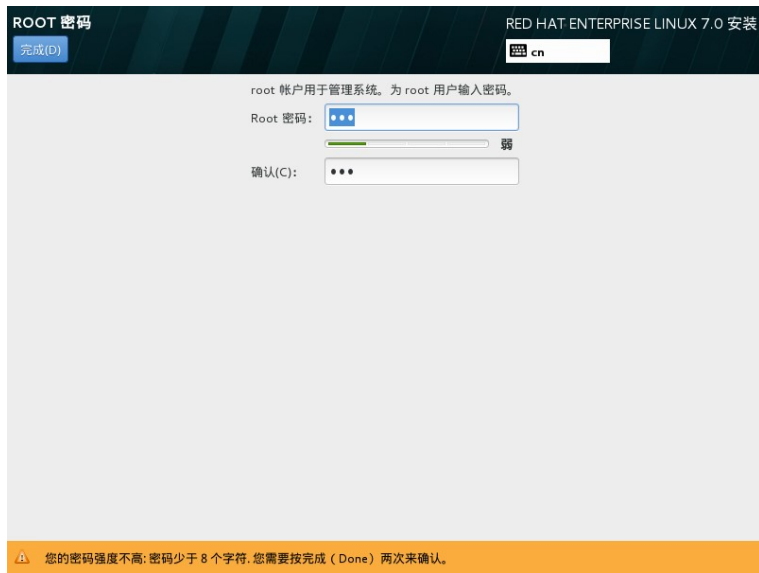 ROOT 密码
RED HAT ENTERPRISE LINUX 7.0 安装
完成(D)
cn
root 帐户用于管理系统。为 root 用户输入密码。
Root 密码：
弱
确认(C)：
您的密码强度不高: 密码少于 8 个字符. 您需要按完成（Done）两次来确认。